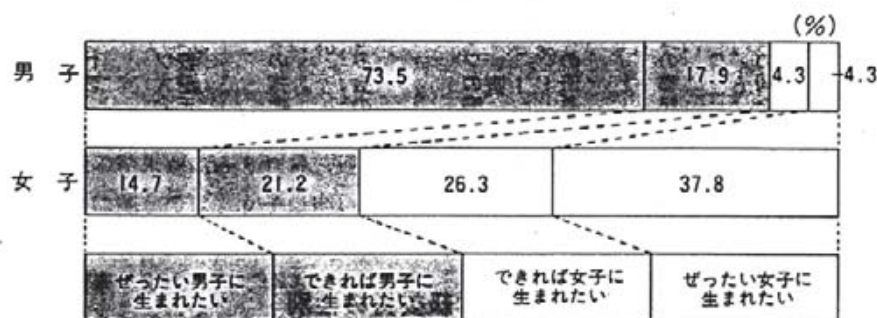 (%)
男子 73.5 17.9 4.3 4.3
女子 14.7 21.2 26.3 37.8
ぜったい男子に
生まれたい
できれば男子に
生まれたい
できれば女子に
生まれたい
ぜったい女子に
生まれたい